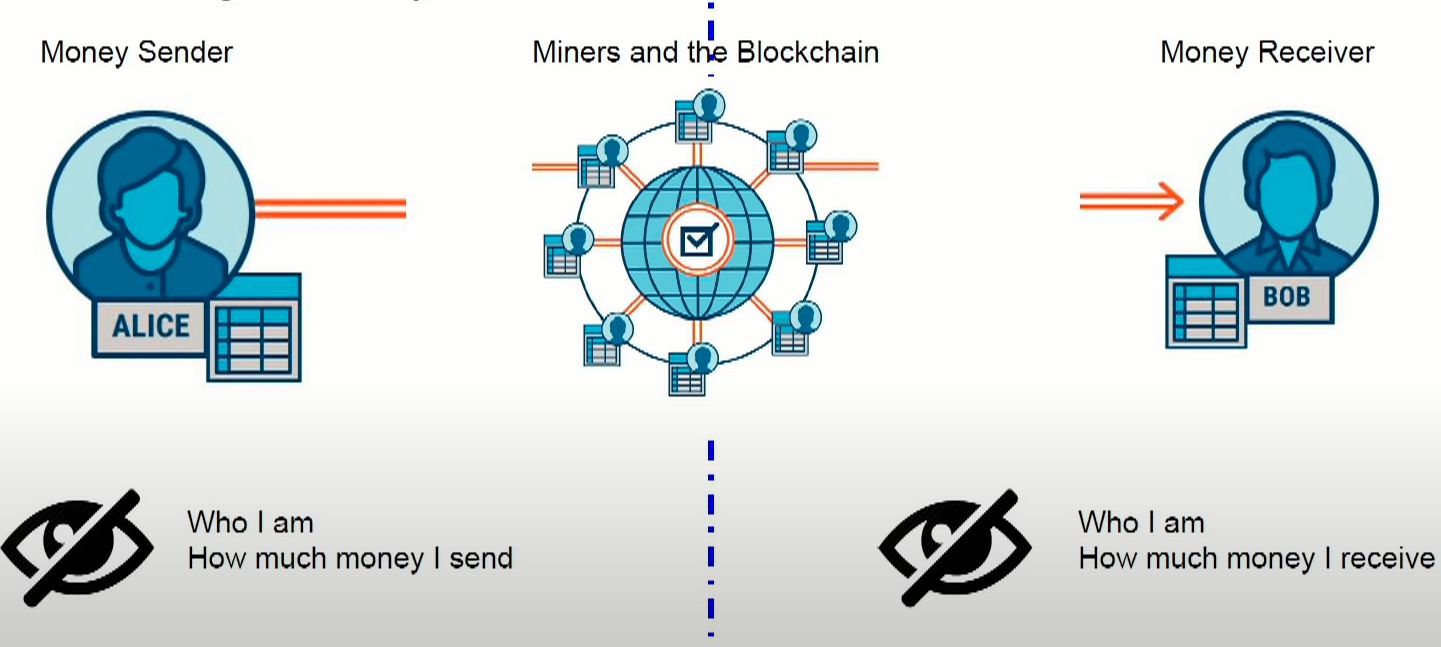 Money Sender
Miners and the Blockchain
Money Receiver
ALICE
BOB
Who I am
How much money I send
Who I am
How much money I receive